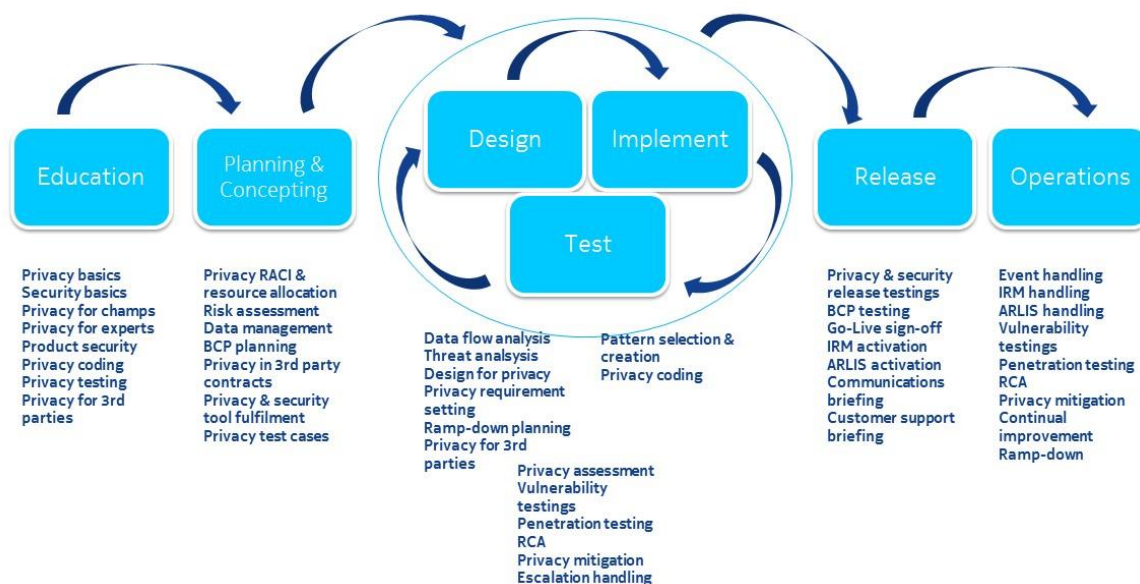 Education
Planning &
Concepting
Design
Implement
Test
Release
Operations
Privacy basics
Security basics
Privacy for champs
Privacy for experts
Product security
Privacy coding
Privacy testing
Privacy for 3rd
parties
Privacy RACI &
resource allocation
Risk assessment
Data management
BCP planning
Privacy in 3rd party
contracts
Privacy & security
tool fulfilment
Privacy test cases
Data flow analysis
Threat analsysis
Design for privacy
Privacy requirement
setting
Ramp-down planning
Privacy for 3rd
parties
Pattern selection &
creation
Privacy coding
Privacy assessment
Vulnerability
testings
Penetration testing
RCA
Privacy mitigation
Escalation handling
Privacy & security
release testings
BCP testing
Go-Live sign-off
IRM activation
ARLIS activation
Communications
briefing
Customer support
briefing
Event handling
IRM handling
ARLIS handling
Vulnerability
testings
Penetration testing
RCA
Privacy mitigation
Continual
improvement
Ramp-down